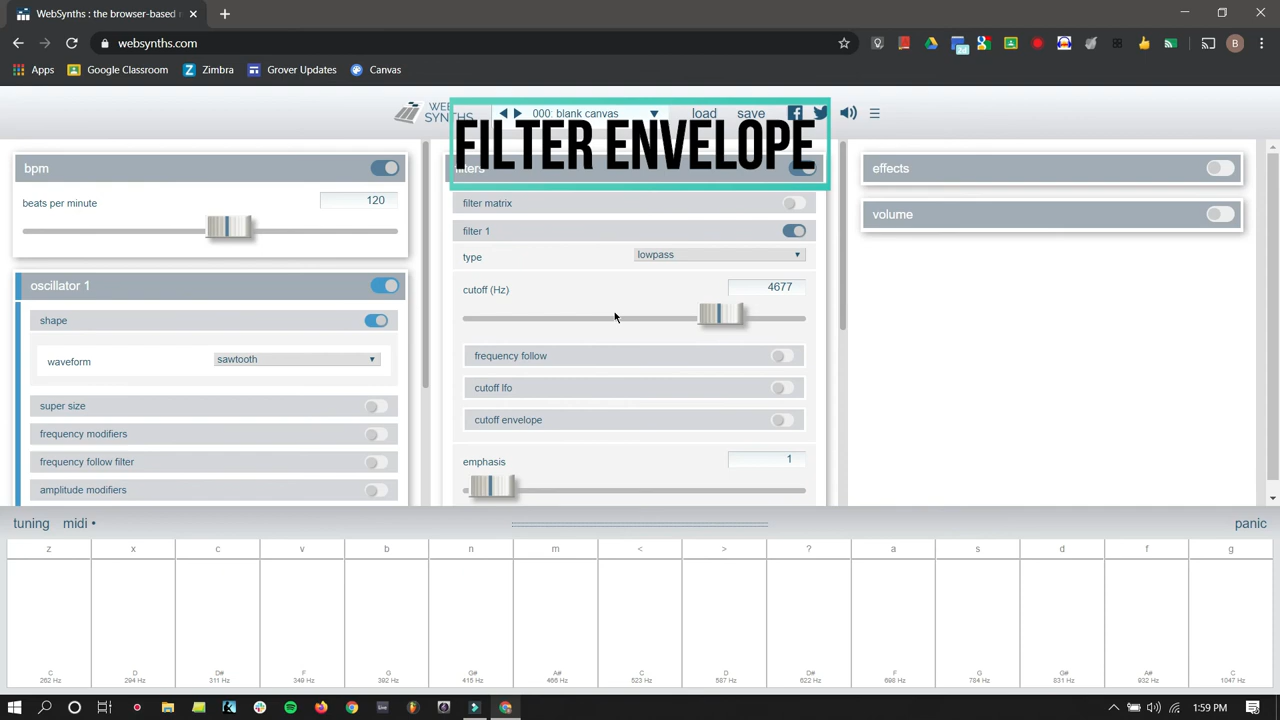 WebSynths : the browser-based
websynths.com
B
Apps
Google Classroom
Zimbra
Grover Updates
Canvas
WEB
SYNTHS
000: blank canvas
load
save
FILTER ENVELOPE
bpm
beats per minute
120
oscillator 1
shape
waveform
sawtooth
super size
frequency modifiers
frequency follow filter
amplitude modifiers
filters
filter matrix
filter 1
type
lowpass
cutoff (Hz)
4677
frequency follow
cutoff lfo
cutoff envelope
emphasis
1
effects
volume
tuning
midi •
panic
z x c v b n m < > ? a s d f g
C D D# F G G# A# C D D# F G G# A# C
262 Hz 294 Hz 311 Hz 349 Hz 392 Hz 415 Hz 466 Hz 523 Hz 587 Hz 622 Hz 698 Hz 784 Hz 831 Hz 932 Hz 1047 Hz
1:59 PM